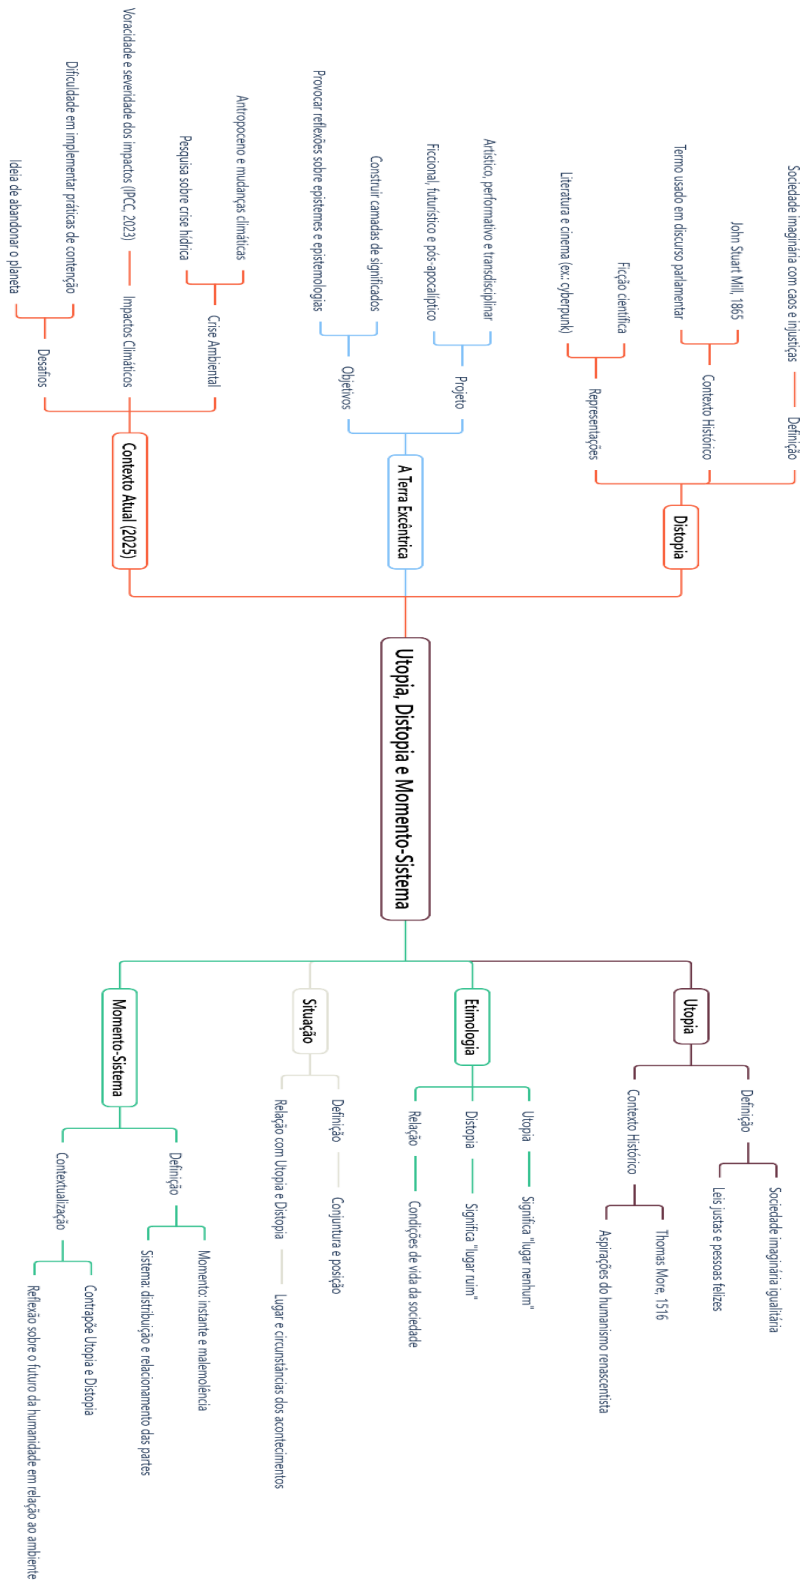 Utopia, Distopia e Momento-Sistema
Utopia
Definição
Sociedade imaginária igualitária
Leis justas e pessoas felizes
Contexto Histórico
Thomas More, 1516
Aspirações do humanismo renascentista
Etimologia
Utopia
Significa "lugar nenhum"
Distopia
Significa "lugar ruim"
Relação
Condições de vida da sociedade
Situação
Definição
Conjuntura e posição
Relação com Utopia e Distopia
Lugar e circunstâncias dos acontecimentos
Momento-Sistema
Definição
Momento: instante e malemolência
Sistema: distribuição e relacionamento das partes
Contextualização
Contrapõe Utopia e Distopia
Reflexão sobre o futuro da humanidade em relação ao ambiente
Distopia
Definição
Sociedade imaginária com caos e injustiças
Contexto Histórico
John Stuart Mill, 1865
Termo usado em discurso parlamentar
Representações
Ficção científica
Literatura e cinema (ex.: cyberpunk)
A Terra Excêntrica
Projeto
Artístico, performativo e transdisciplinar
Ficcional, futurístico e pós-apocalíptico
Objetivos
Construir camadas de significados
Provocar reflexões sobre epistemes e epistemologias
Contexto Atual (2025)
Crise Ambiental
Antropoceno e mudanças climáticas
Pesquisa sobre crise hídrica
Impactos Climáticos
Voracidade e severidade dos impactos (IPCC, 2023)
Desafios
Dificuldade em implementar práticas de contenção
Ideia de abandonar o planeta